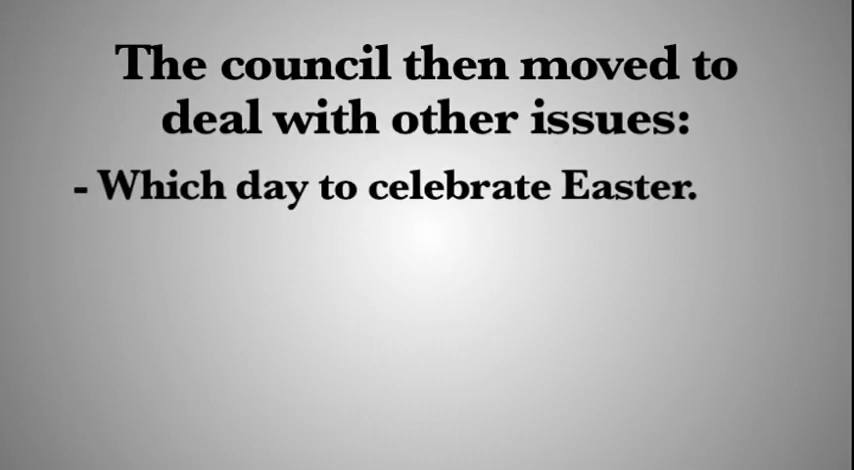 The council then moved to
deal with other issues:
- Which day to celebrate Easter.